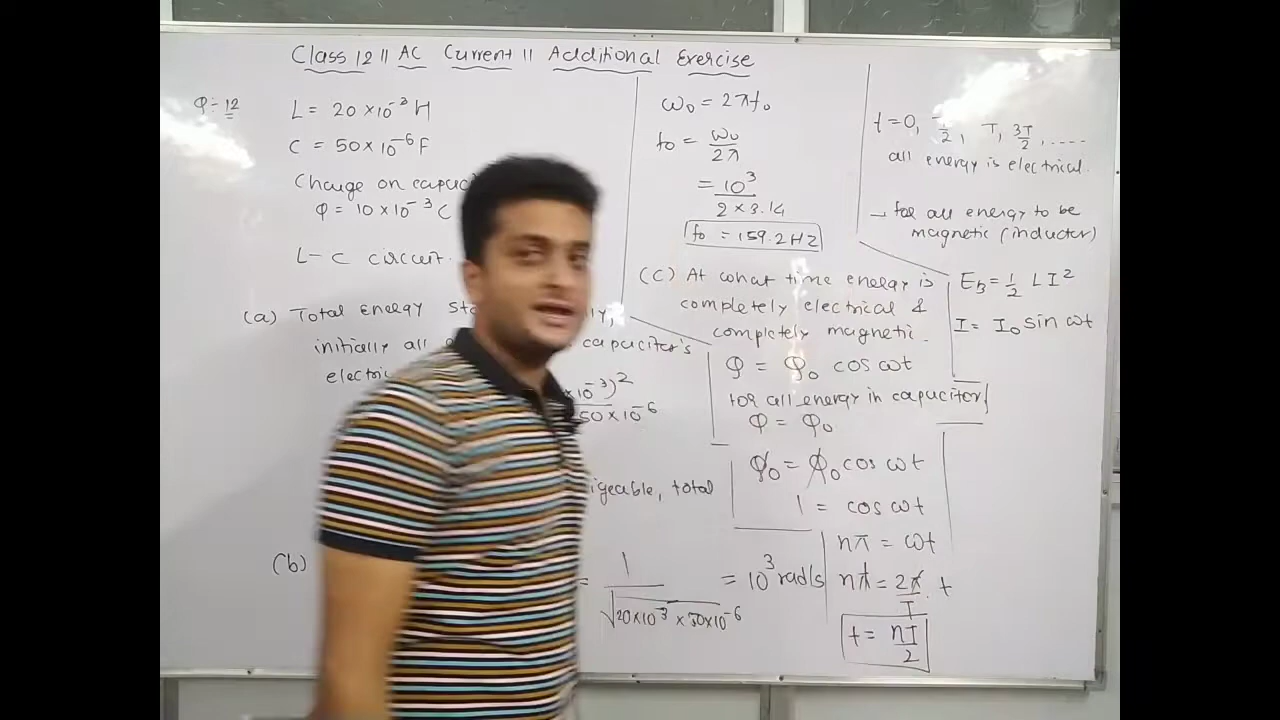 Class 12 || AC Current || Additional Exercise
Q:- 12
L = 20 × 10⁻³ H
C = 50 × 10⁻⁶ F
Charge on capaci
Q = 10 × 10⁻³ C
L-C circuit.
(a) Total Energy sto
initially all
capacitor's
electric
×10⁻³)²
50 × 10⁻⁶
total
(b)
= 1 / √20×10⁻³ × 50×10⁻⁶ = 10³ rad/s
ω₀ = 2πf₀
f₀ = ω₀ / 2π
= 10³ / 2 × 3.14
f₀ = 159.2 HZ
(C) At what time energy is
completely electrical &
completely magnetic.
Q = Q₀ cos ωt
for all energy in capacitor
Q = Q₀
Q₀ = Q₀ cos ωt
1 = cos ωt
nπ = ωt
nπ = 2π/T . t
t = nT/2
t = 0, T/2, T, 3T/2, .....
all energy is electrical.
→ for all energy to be
magnetic (inductor)
E_B = 1/2 LI²
I = I₀ sin ωt